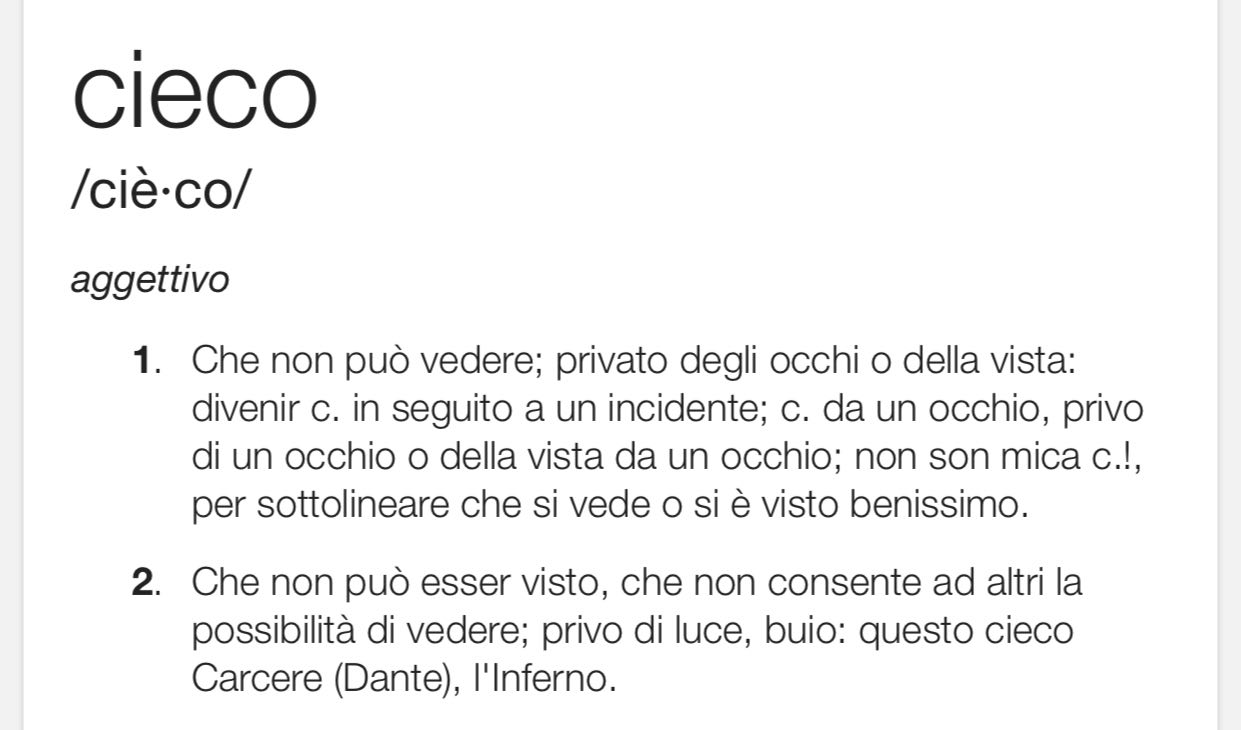 cieco
/ciè·co/
aggettivo
1. Che non può vedere; privato degli occhi o della vista:
divenir c. in seguito a un incidente; c. da un occhio, privo
di un occhio o della vista da un occhio; non son mica c.!,
per sottolineare che si vede o si è visto benissimo.
2. Che non può esser visto, che non consente ad altri la
possibilità di vedere; privo di luce, buio: questo cieco
Carcere (Dante), l'Inferno.